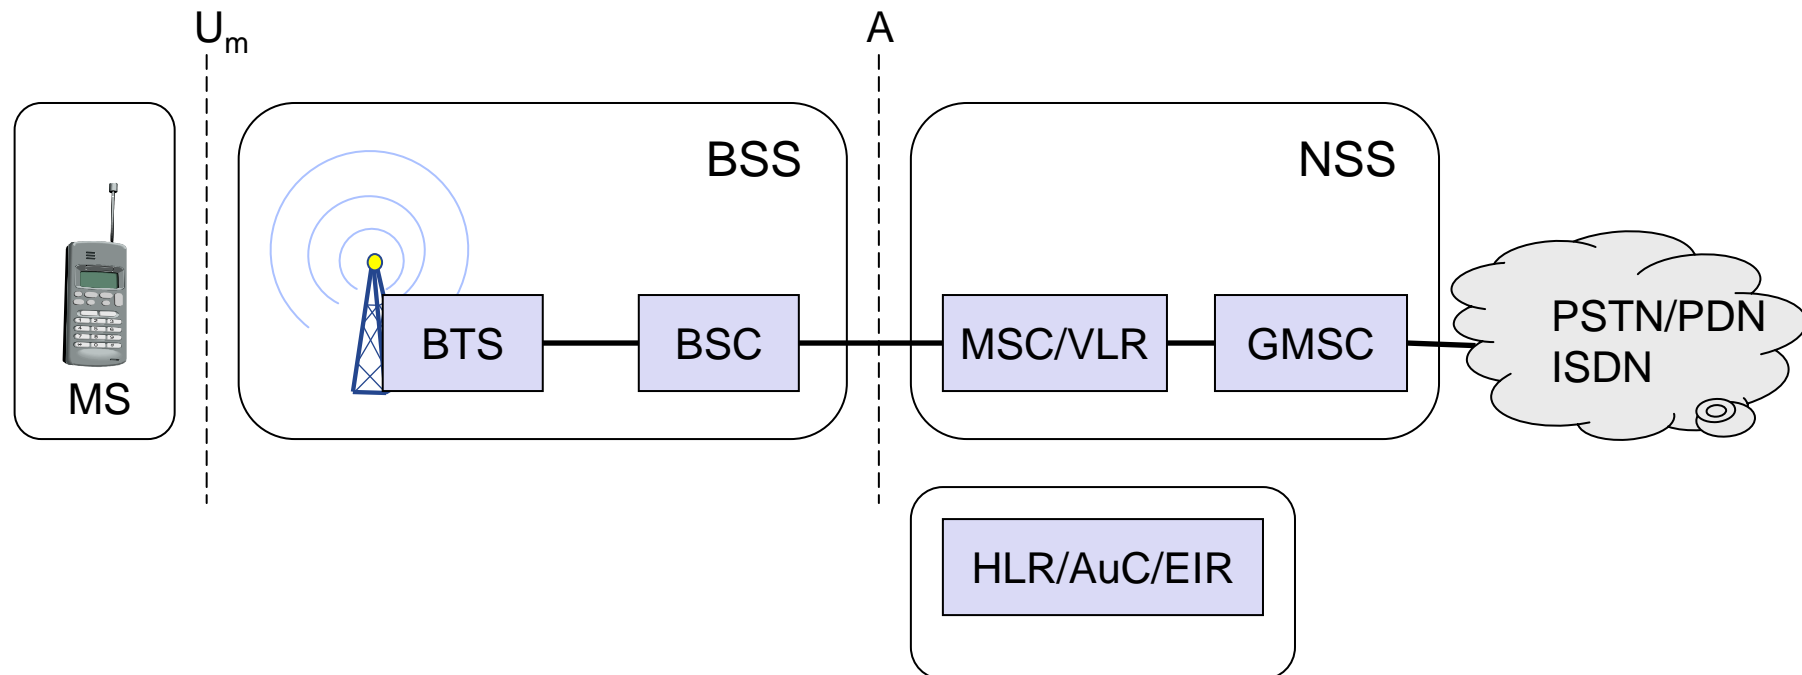 Um
A
BSS
NSS
MS
BTS
BSC
MSC/VLR
GMSC
PSTN/PDN
ISDN
HLR/AuC/EIR